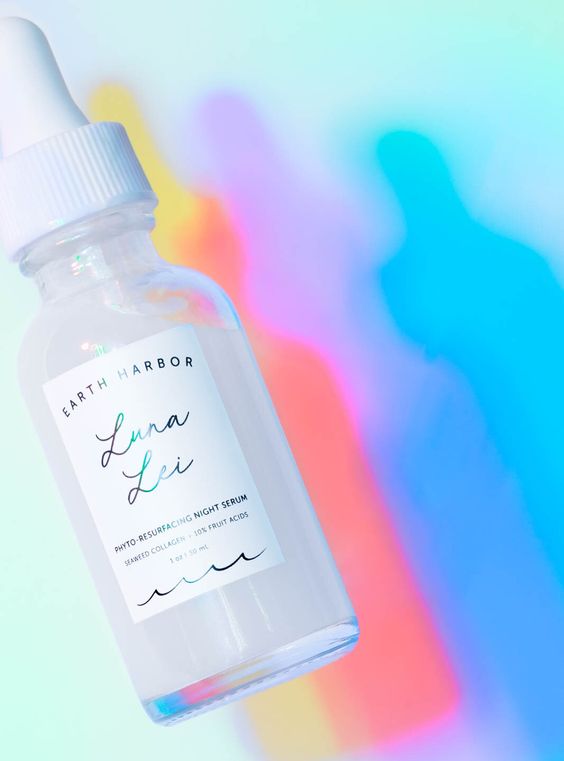 EARTH HARBOR
Luna
Lei
PHYTO-RESURFACING NIGHT SERUM
SEAWEED COLLAGEN + 10% FRUIT ACIDS
1 oz | 30 mL